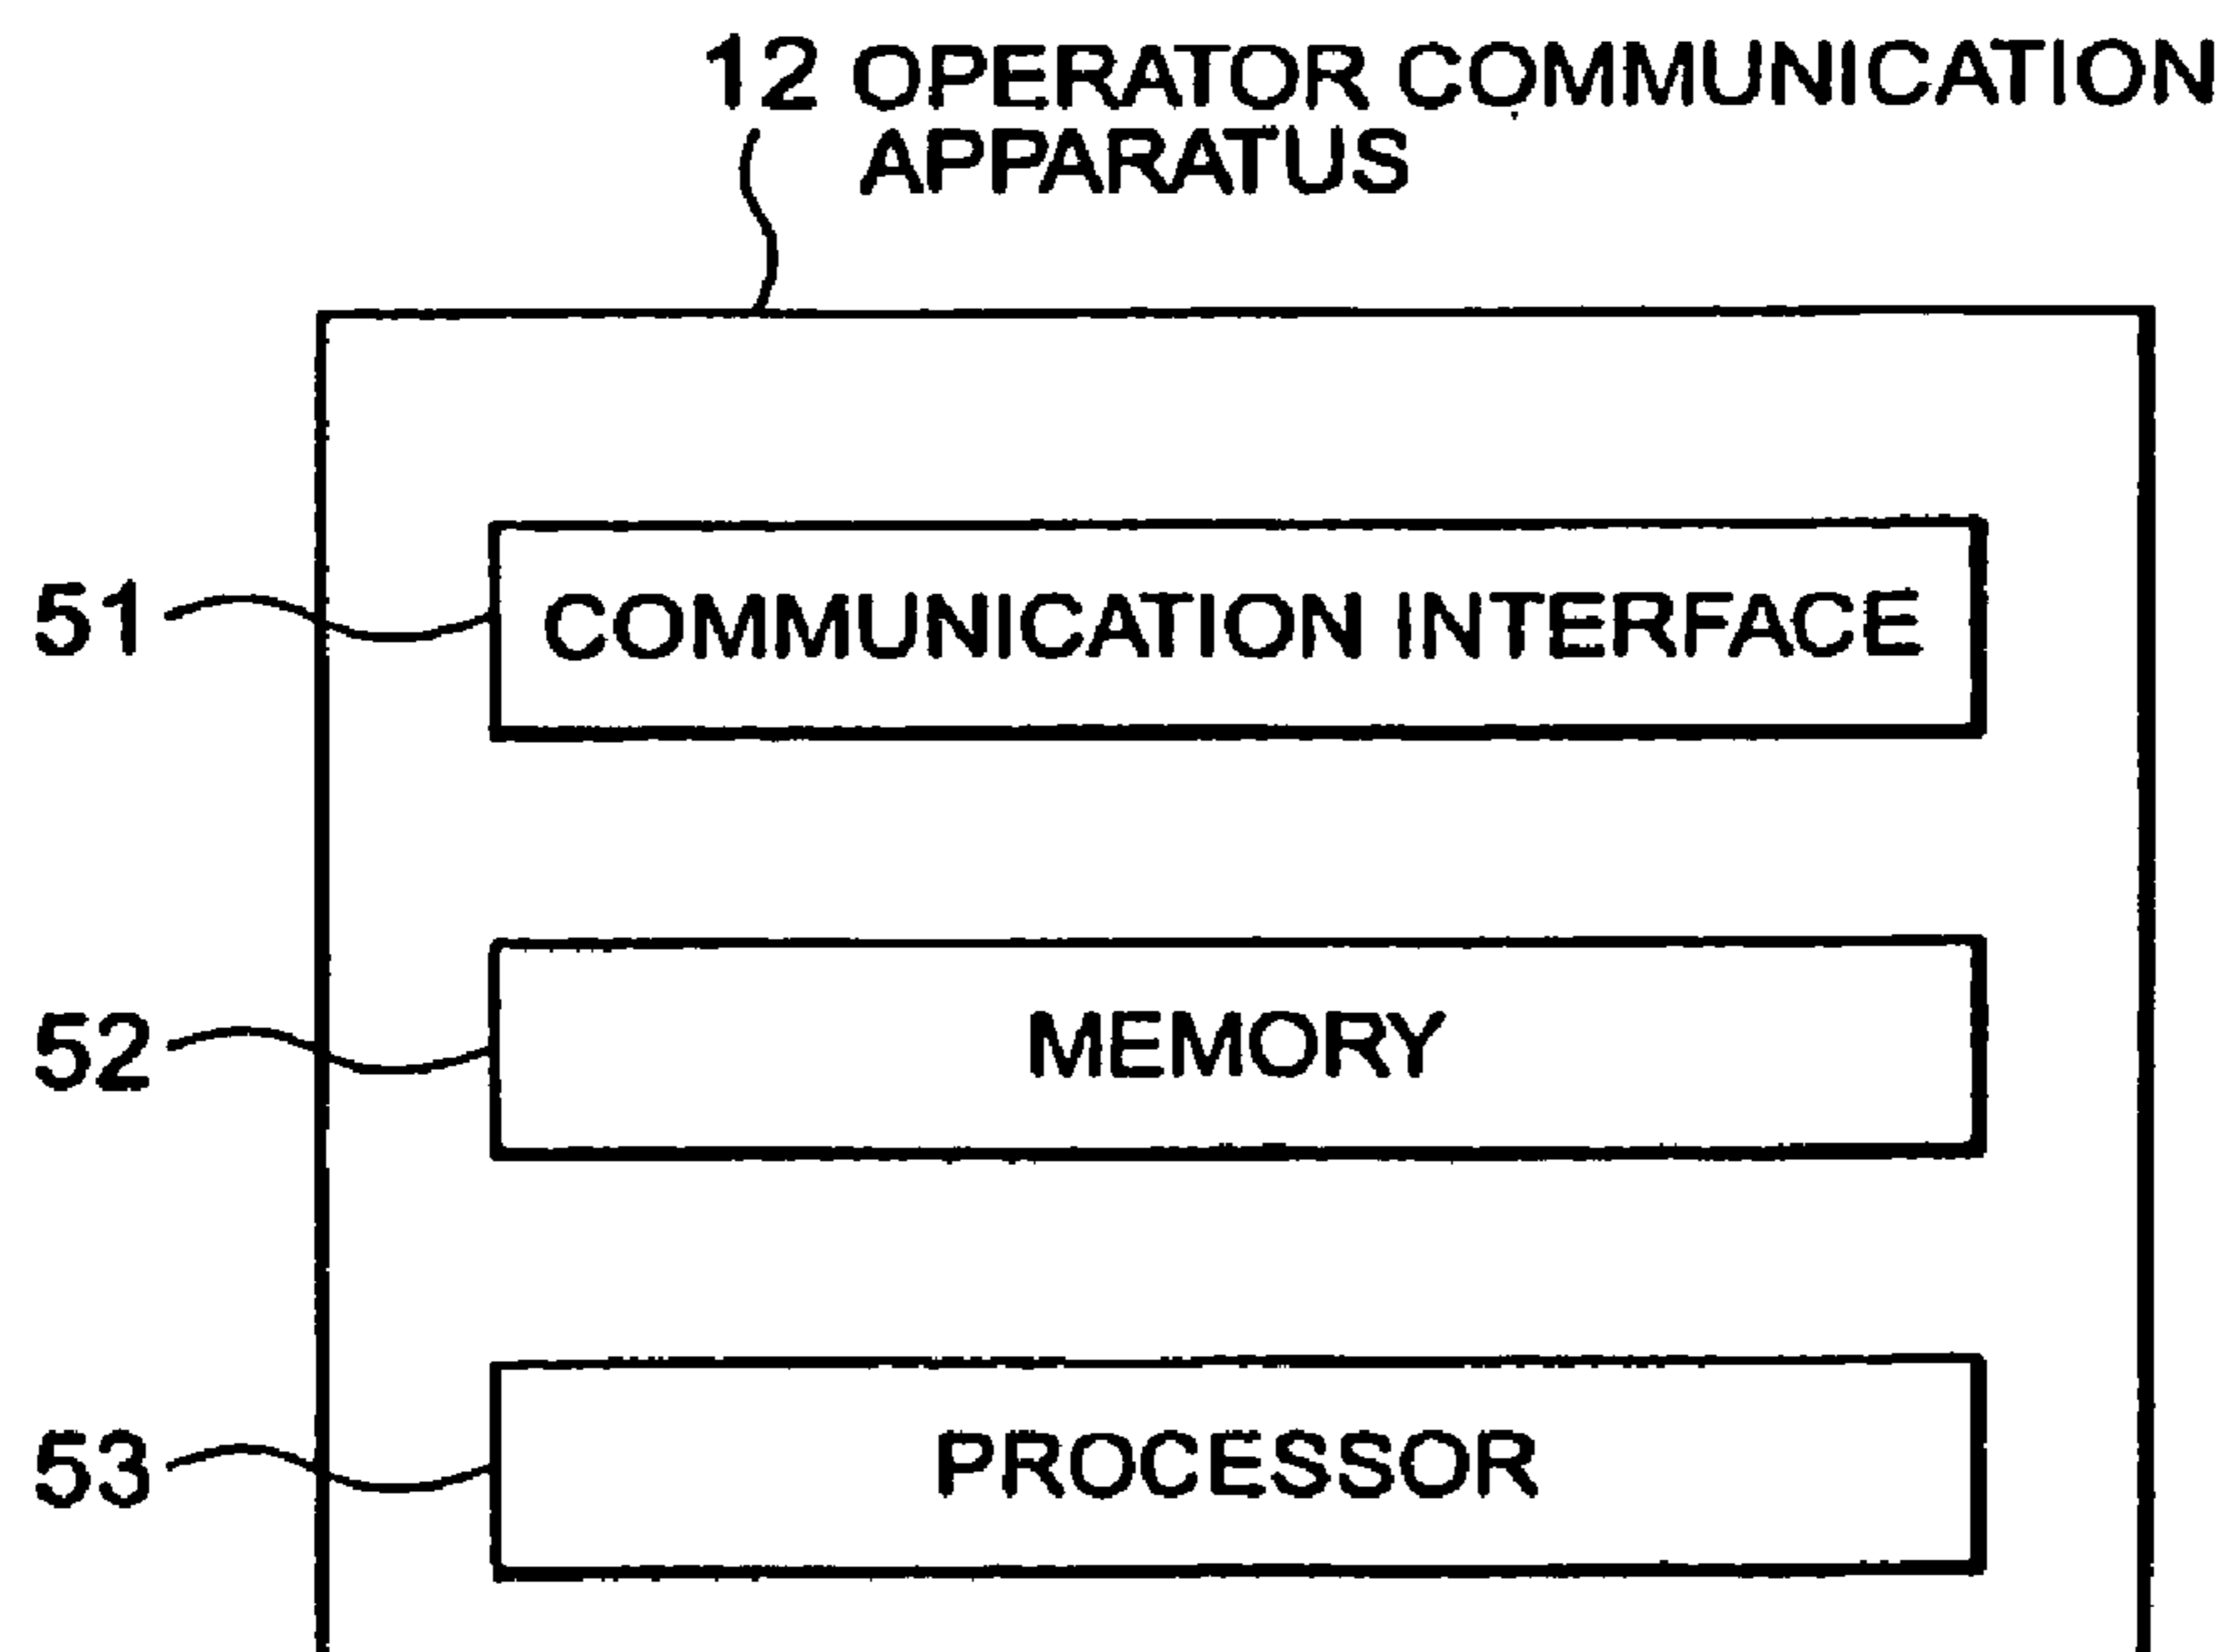 12 OPERATOR COMMUNICATION
APPARATUS
51 COMMUNICATION INTERFACE
52 MEMORY
53 PROCESSOR